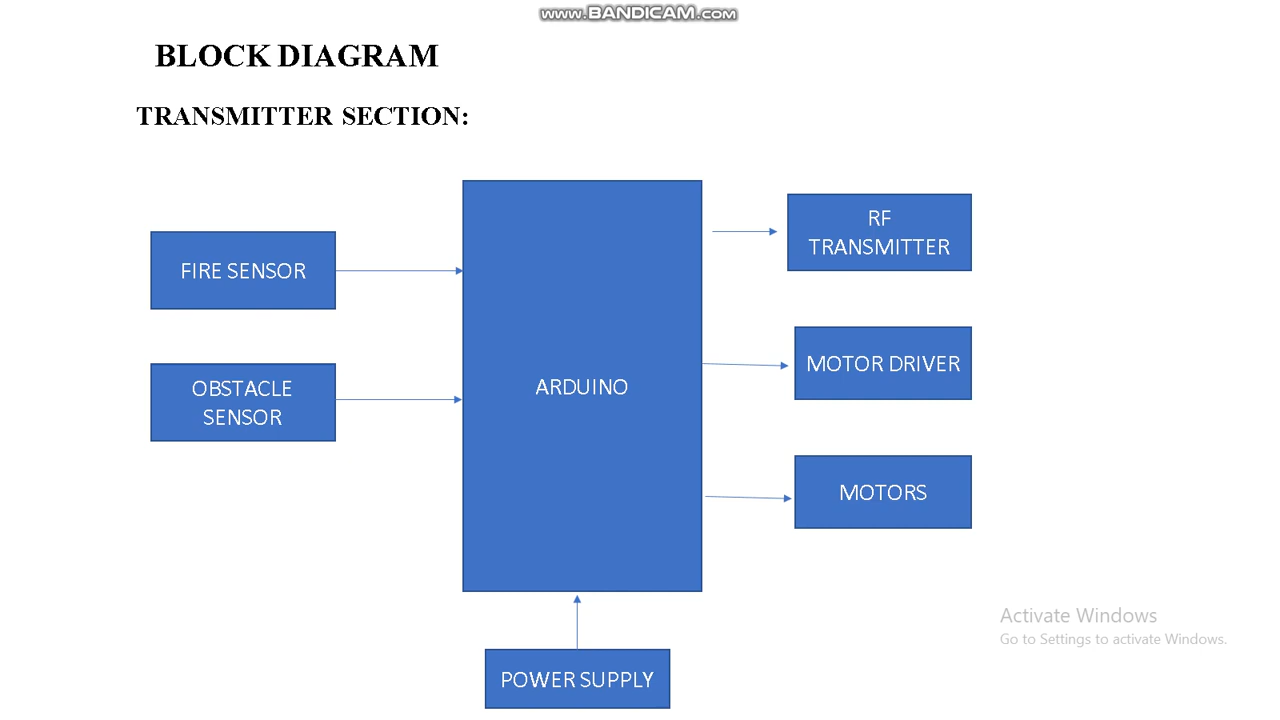 www.BANDICAM.com
BLOCK DIAGRAM
TRANSMITTER SECTION:
FIRE SENSOR
OBSTACLE
SENSOR
ARDUINO
RF
TRANSMITTER
MOTOR DRIVER
MOTORS
POWER SUPPLY
Activate Windows
Go to Settings to activate Windows.